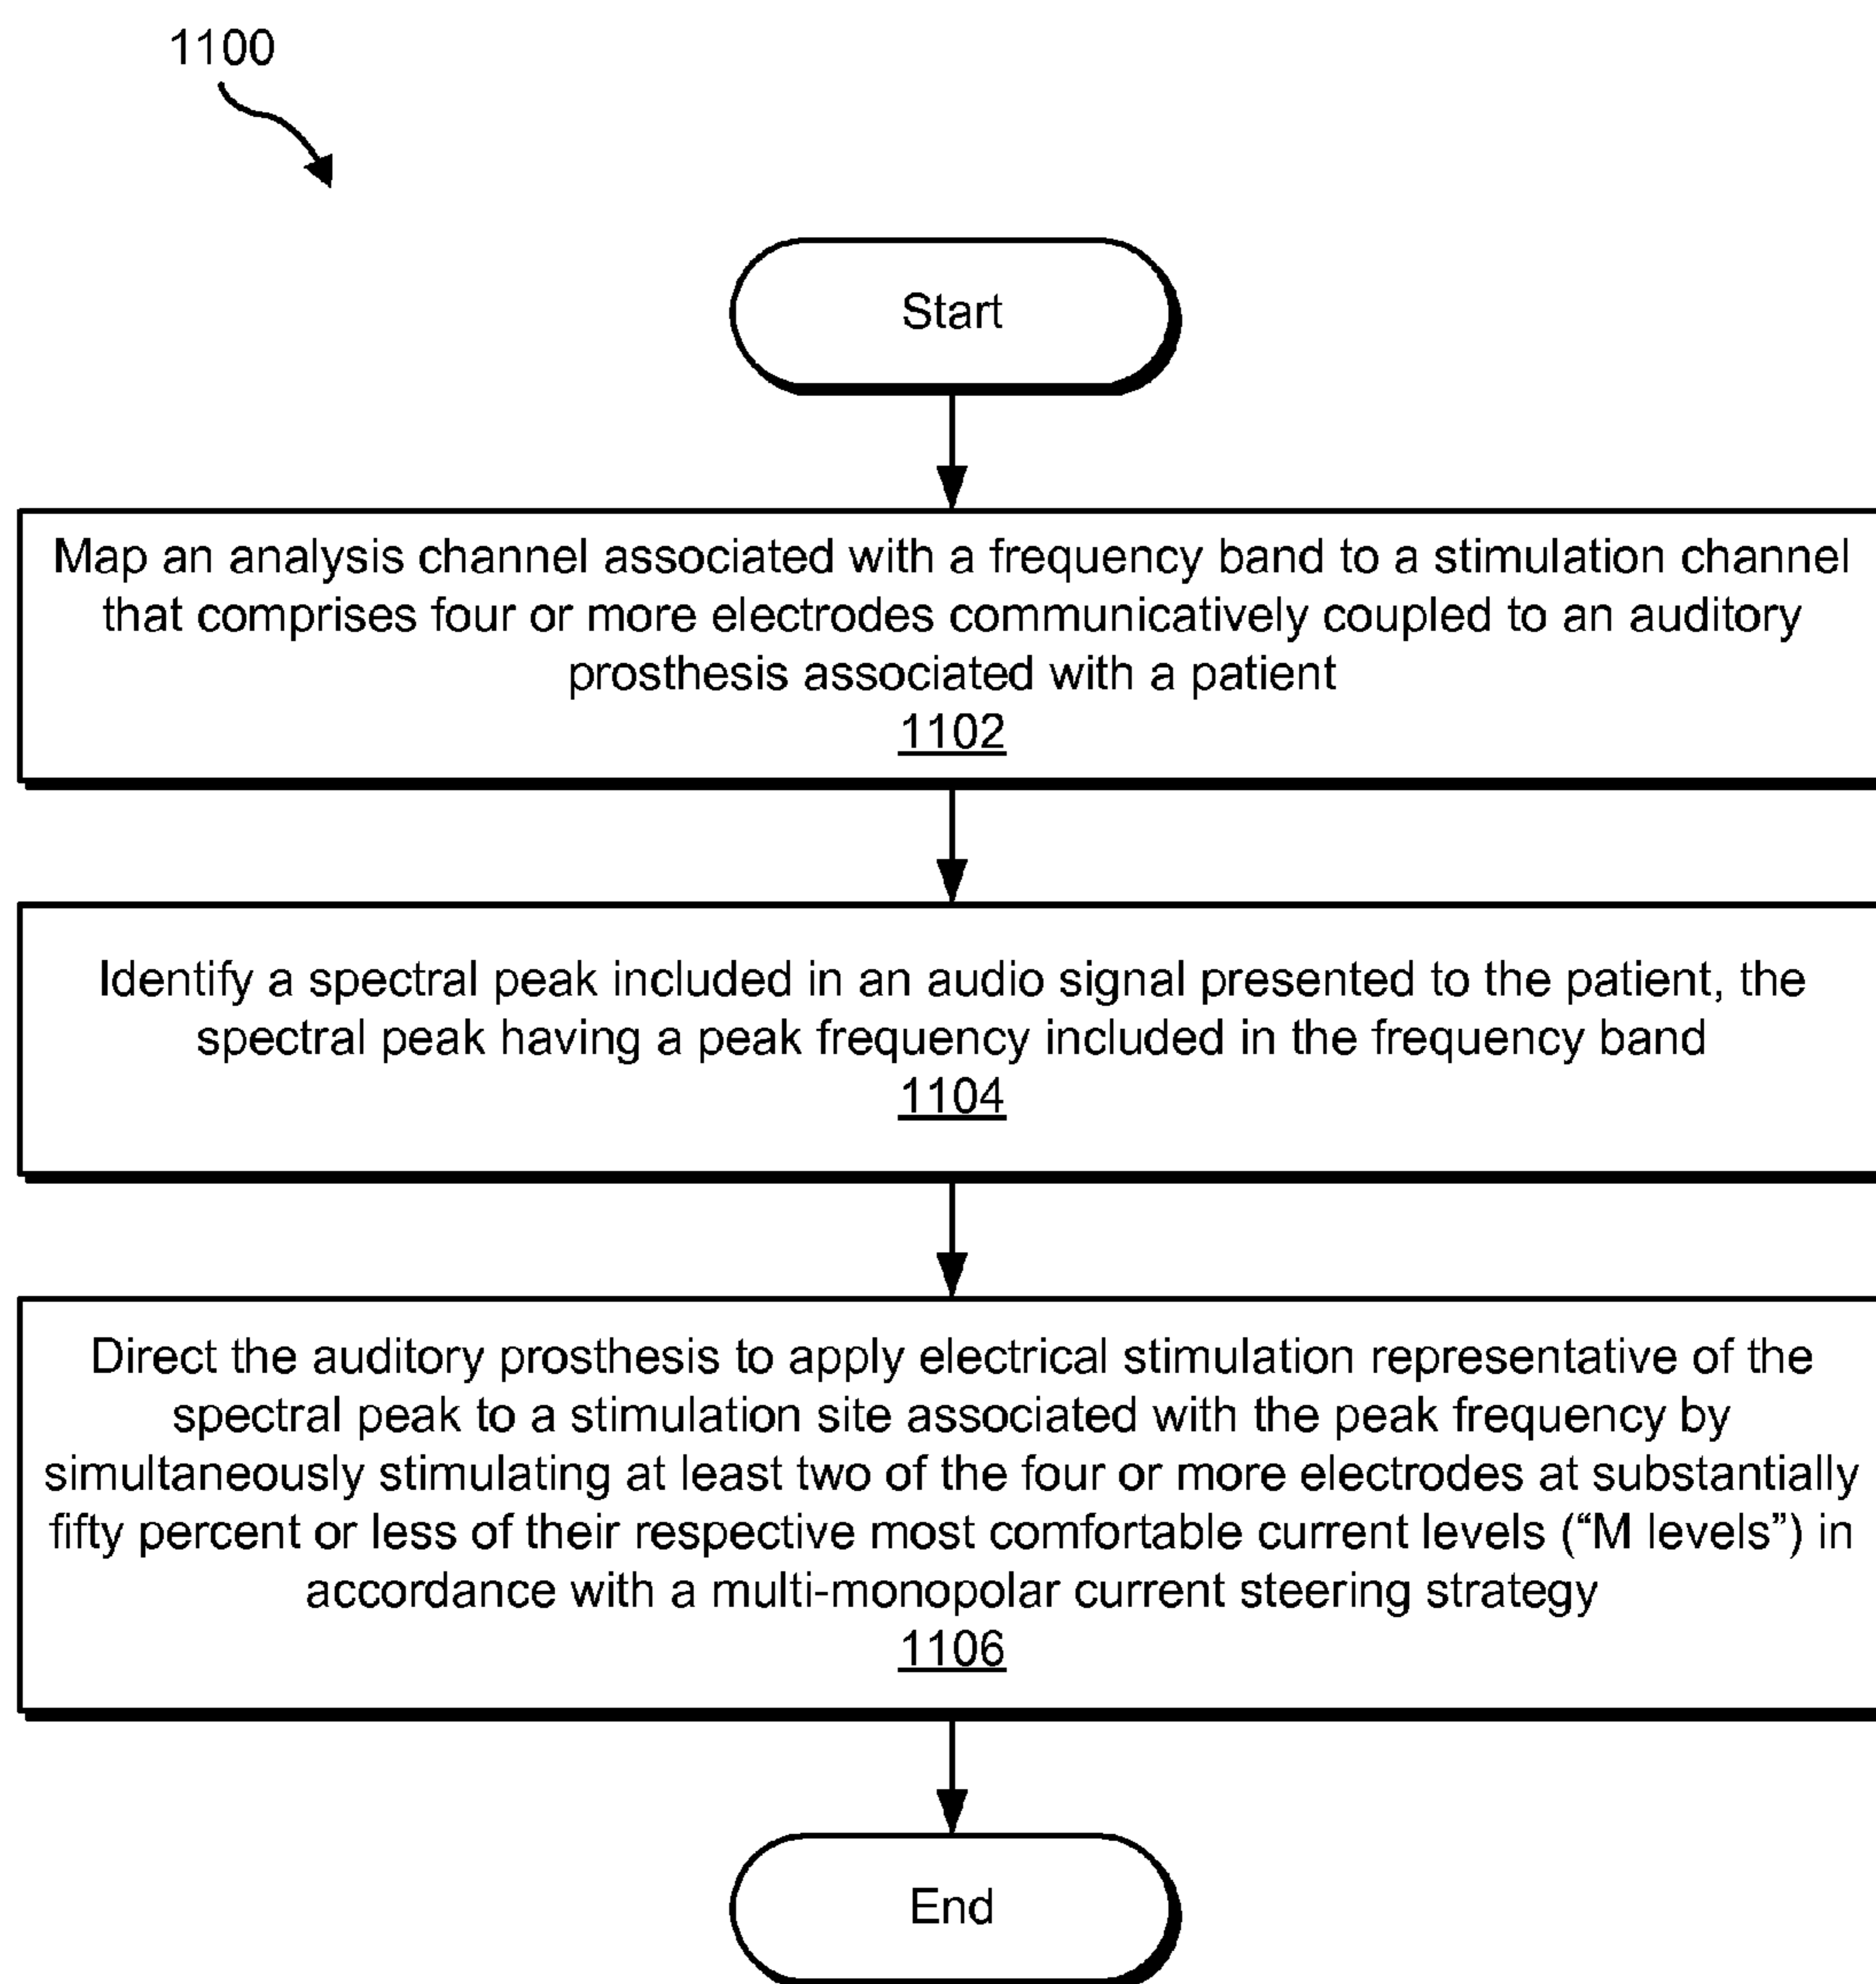 1100
Start
Map an analysis channel associated with a frequency band to a stimulation channel
that comprises four or more electrodes communicatively coupled to an auditory
prosthesis associated with a patient
1102
Identify a spectral peak included in an audio signal presented to the patient, the
spectral peak having a peak frequency included in the frequency band
1104
Direct the auditory prosthesis to apply electrical stimulation representative of the
spectral peak to a stimulation site associated with the peak frequency by
simultaneously stimulating at least two of the four or more electrodes at substantially
fifty percent or less of their respective most comfortable current levels (“M levels”) in
accordance with a multi-monopolar current steering strategy
1106
End